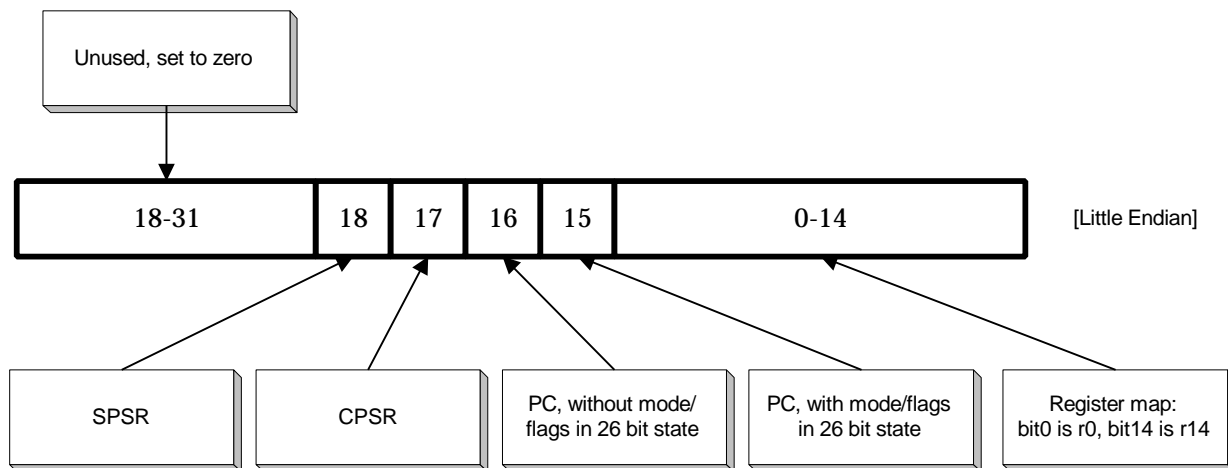 Unused, set to zero
18-31
18
17
16
15
0-14
[Little Endian]
SPSR
CPSR
PC, without mode/
flags in 26 bit state
PC, with mode/flags
in 26 bit state
Register map:
bit0 is r0, bit14 is r14